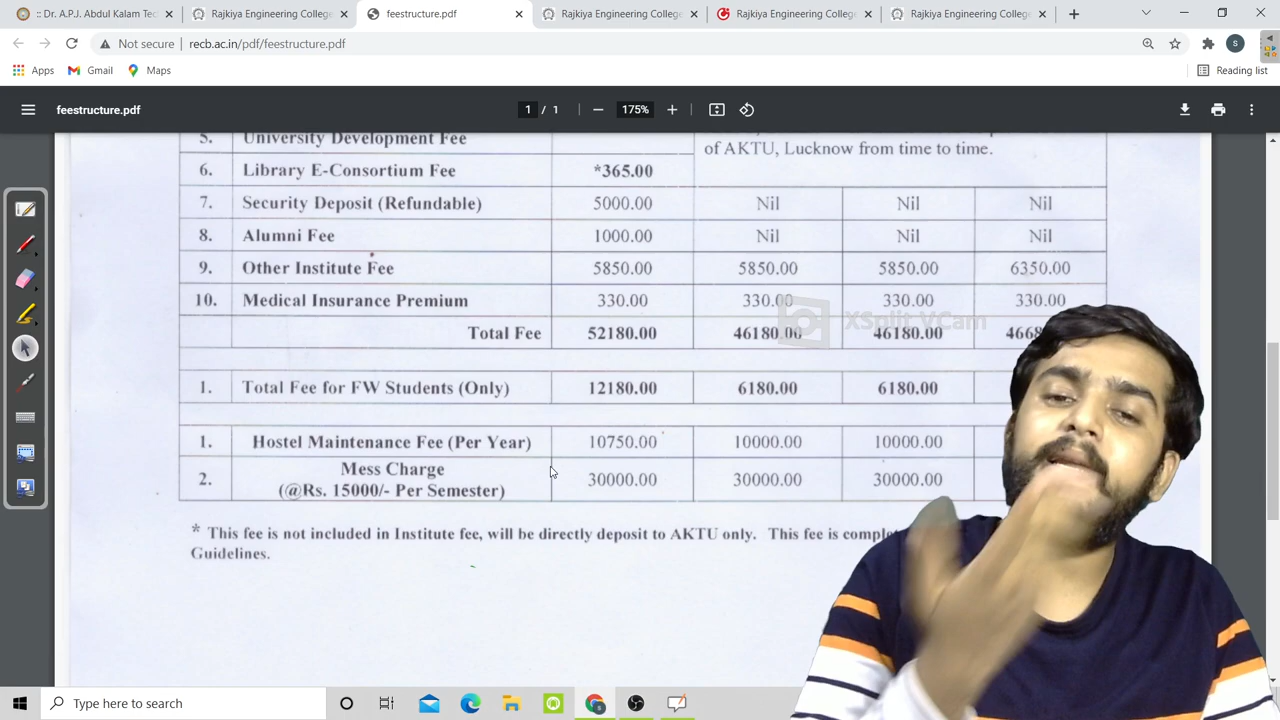 :: Dr. A.P.J. Abdul Kalam Tec
Rajkiya Engineering College
feestructure.pdf
Rajkiya Engineering College
Rajkiya Engineering College
Rajkiya Engineering College
Not secure
recb.ac.in/pdf/feestructure.pdf
S
Apps
Gmail
Maps
Reading list
feestructure.pdf
1 / 1
175%
5. University Development Fee
of AKTU, Lucknow from time to time.
6. Library E-Consortium Fee *365.00
7. Security Deposit (Refundable) 5000.00 Nil Nil Nil
8. Alumni Fee 1000.00 Nil Nil Nil
9. Other Institute Fee 5850.00 5850.00 5850.00 6350.00
10. Medical Insurance Premium 330.00 330.00 330.00 330.00
XSplit VCam
Total Fee 52180.00 46180.00 46180.00
1. Total Fee for FW Students (Only) 12180.00 6180.00 6180.00
1. Hostel Maintenance Fee (Per Year) 10750.00 10000.00 10000.00
Mess Charge
2. 30000.00 30000.00 30000.00
(@Rs. 15000/- Per Semester)
* This fee is not included in Institute fee, will be directly deposit to AKTU only. This fee is
Guidelines.
Type here to search